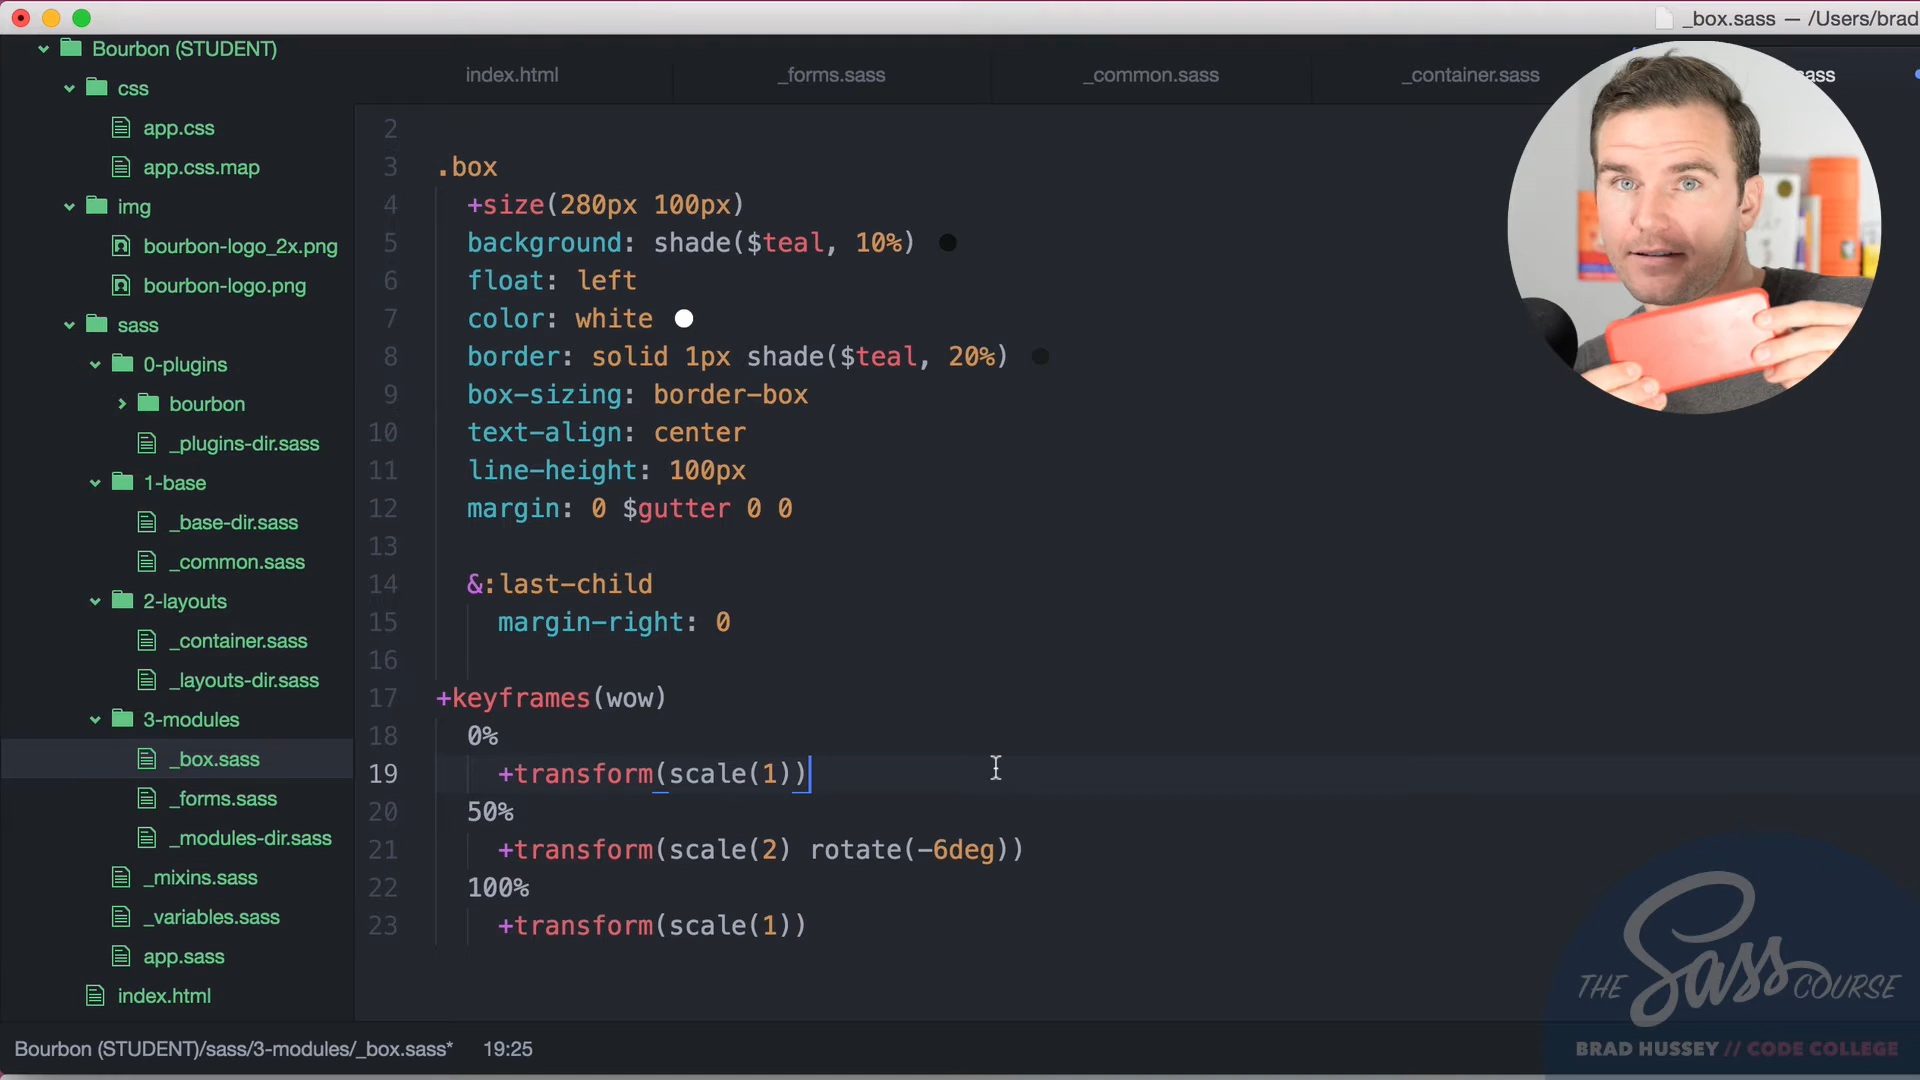 _box.sass — /Users/brad
Bourbon (STUDENT)
css
app.css
app.css.map
img
bourbon-logo_2x.png
bourbon-logo.png
sass
0-plugins
bourbon
_plugins-dir.sass
1-base
_base-dir.sass
_common.sass
2-layouts
_container.sass
_layouts-dir.sass
3-modules
_box.sass
_forms.sass
_modules-dir.sass
_mixins.sass
_variables.sass
app.sass
index.html
index.html _forms.sass _common.sass _container.sass sass
2
3 .box
4 +size(280px 100px)
5 background: shade($teal, 10%)
6 float: left
7 color: white
8 border: solid 1px shade($teal, 20%)
9 box-sizing: border-box
10 text-align: center
11 line-height: 100px
12 margin: 0 $gutter 0 0
13
14 &:last-child
15 margin-right: 0
16
17 +keyframes(wow)
18 0%
19 +transform(scale(1))
20 50%
21 +transform(scale(2) rotate(-6deg))
22 100%
23 +transform(scale(1))
THE Sass COURSE
BRAD HUSSEY // CODE COLLEGE
Bourbon (STUDENT)/sass/3-modules/_box.sass* 19:25